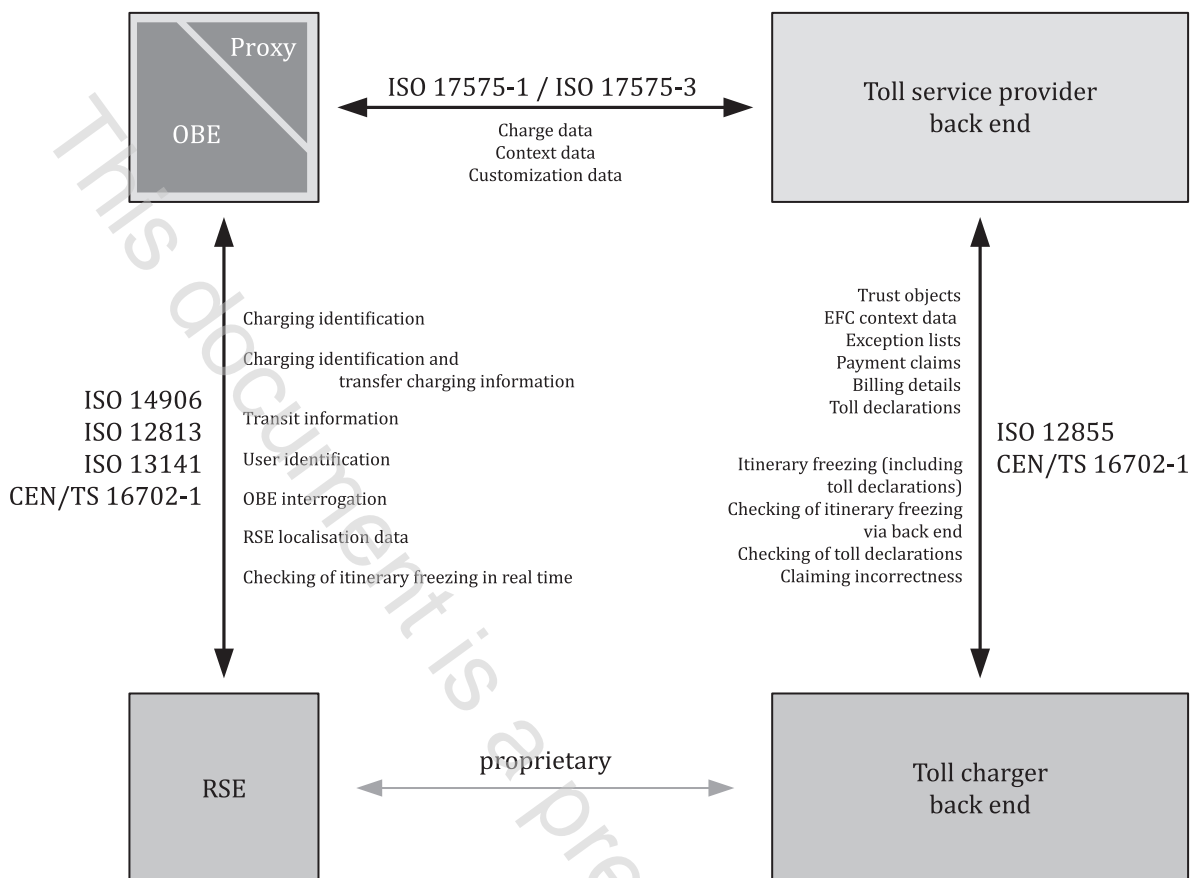 Proxy
OBE
ISO 17575-1 / ISO 17575-3
Charge data
Context data
Customization data
Toll service provider
back end
ISO 14906
ISO 12813
ISO 13141
CEN/TS 16702-1
Charging identification
Charging identification and
transfer charging information
Transit information
User identification
OBE interrogation
RSE localisation data
Checking of itinerary freezing in real time
Trust objects
EFC context data
Exception lists
Payment claims
Billing details
Toll declarations
Itinerary freezing (including
toll declarations)
Checking of itinerary freezing
via back end
Checking of toll declarations
Claiming incorrectness
ISO 12855
CEN/TS 16702-1
RSE
proprietary
Toll charger
back end
This document is a pre